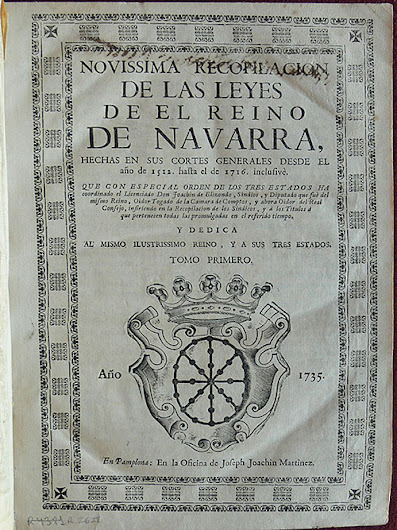 NOVISSIMA RECOPILACION
DE LAS LEYES
DE EL REINO
DE NAVARRA,
HECHAS EN SUS CORTES GENERALES DESDE EL
año de 1512. hasta el de 1716. inclusivè.
QUE CON ESPECIAL ORDEN DE LOS TRES ESTADOS HA
coordinado el Licenciado Don Joachin de Elizondo, Sindico, y Diputado que fuè del
mismo Reino, Oidor Togado de la Camara de Comptos, y ahora Oidor del Real
Consejo, insiriendo en la Recopilacion de los Sindicos, y à los Titulos à
que pertenecen todas las promulgadas en el referido tiempo,
Y DEDICA
AL MISMO ILUSTRISSIMO REINO, Y A SUS TRES ESTADOS.
TOMO PRIMERO,
Año 1735.
En Pamplona: En la Oficina de Joseph Joachin Martinez.